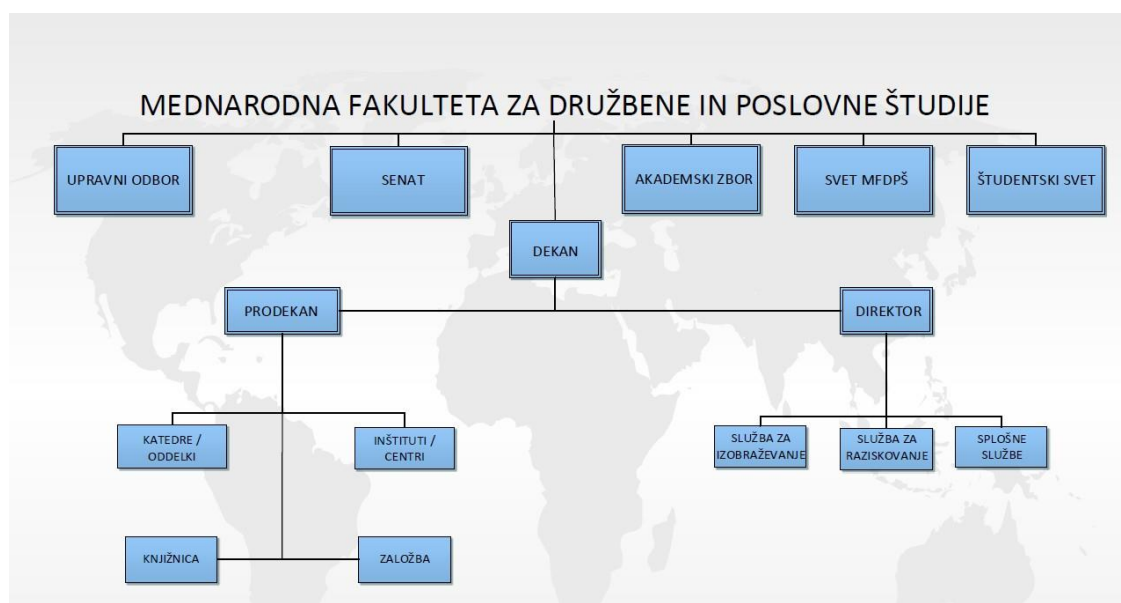 MEDNARODNA FAKULTETA ZA DRUŽBENE IN POSLOVNE ŠTUDIJE
UPRAVNI ODBOR
SENAT
AKADEMSKI ZBOR
SVET MFDPŠ
ŠTUDENTSKI SVET
DEKAN
PRODEKAN
DIREKTOR
KATEDRE /
ODDELKI
INŠTITUTI /
CENTRI
SLUŽBA ZA
IZOBRAŽEVANJE
SLUŽBA ZA
RAZISKOVANJE
SPLOŠNE
SLUŽBE
KNJIŽNICA
ZALOŽBA